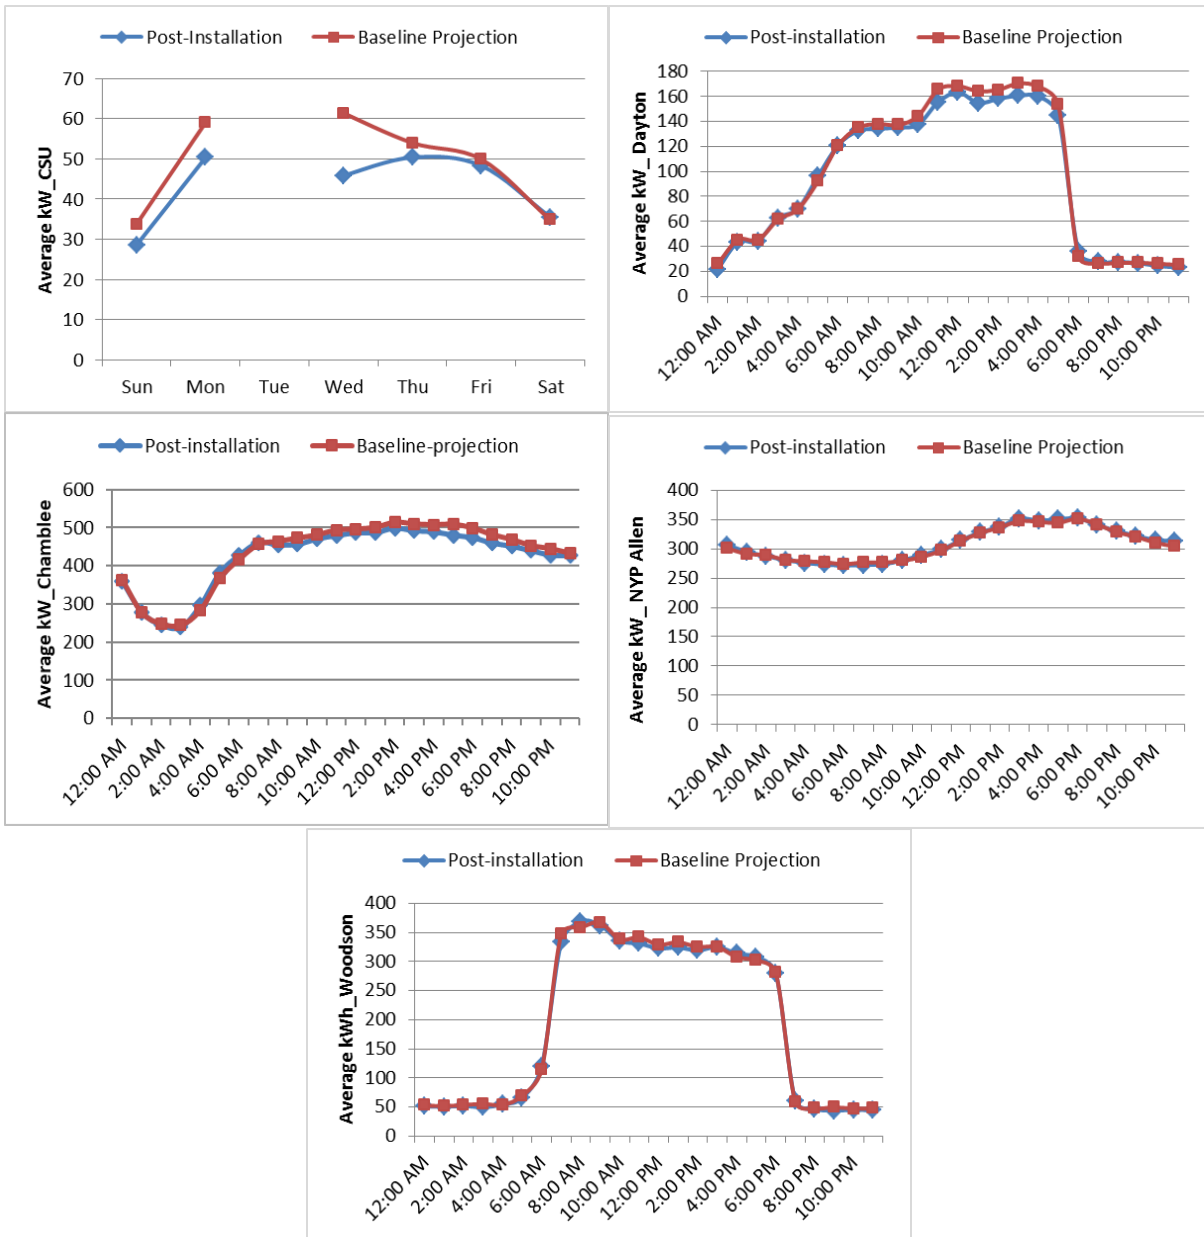 Post-Installation Baseline Projection
Average kW_CSU
70
60
50
40
30
20
10
0
Sun Mon Tue Wed Thu Fri Sat
Post-installation Baseline Projection
Average kW_ Dayton
180
160
140
120
100
80
60
40
20
0
12:00 AM 2:00 AM 4:00 AM 6:00 AM 8:00 AM 10:00 AM 12:00 PM 2:00 PM 4:00 PM 6:00 PM 8:00 PM 10:00 PM
Post-installation Baseline-projection
Average kW_Chamblee
600
500
400
300
200
100
0
12:00 AM 2:00 AM 4:00 AM 6:00 AM 8:00 AM 10:00 AM 12:00 PM 2:00 PM 4:00 PM 6:00 PM 8:00 PM 10:00 PM
Post-installation Baseline Projection
Average kW_ NYP Allen
400
350
300
250
200
150
100
50
0
12:00 AM 2:00 AM 4:00 AM 6:00 AM 8:00 AM 10:00 AM 12:00 PM 2:00 PM 4:00 PM 6:00 PM 8:00 PM 10:00 PM
Post-installation Baseline Projection
Average kWh_Woodson
400
350
300
250
200
150
100
50
0
12:00 AM 2:00 AM 4:00 AM 6:00 AM 8:00 AM 10:00 AM 12:00 PM 2:00 PM 4:00 PM 6:00 PM 8:00 PM 10:00 PM